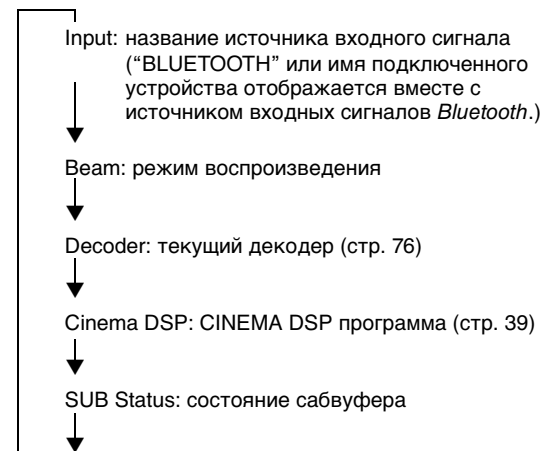 Input: название источника входного сигнала
(“BLUETOOTH” или имя подключенного
устройства отображается вместе с
источником входных сигналов Bluetooth.)
Beam: режим воспроизведения
Decoder: текущий декодер (стр. 76)
Cinema DSP: CINEMA DSP программа (стр. 39)
SUB Status: состояние сабвуфера